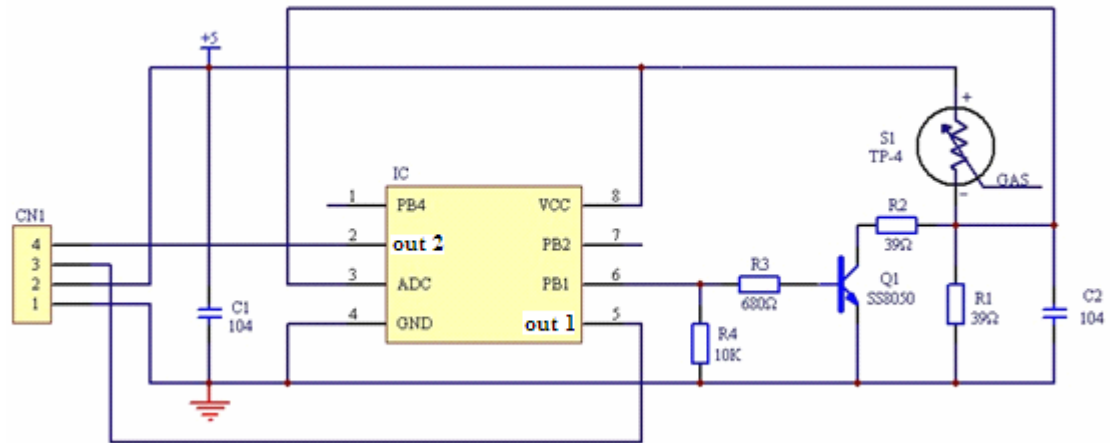 +5
S1
TP-4
GAS
IC
1
PB4
VCC
8
CN1
4
3
2
1
2
out 2
PB2
7
R2
39Ω
3
ADC
PB1
6
R3
680Ω
Q1
SS8050
R1
39Ω
C2
104
C1
104
4
GND
out 1
5
R4
10K